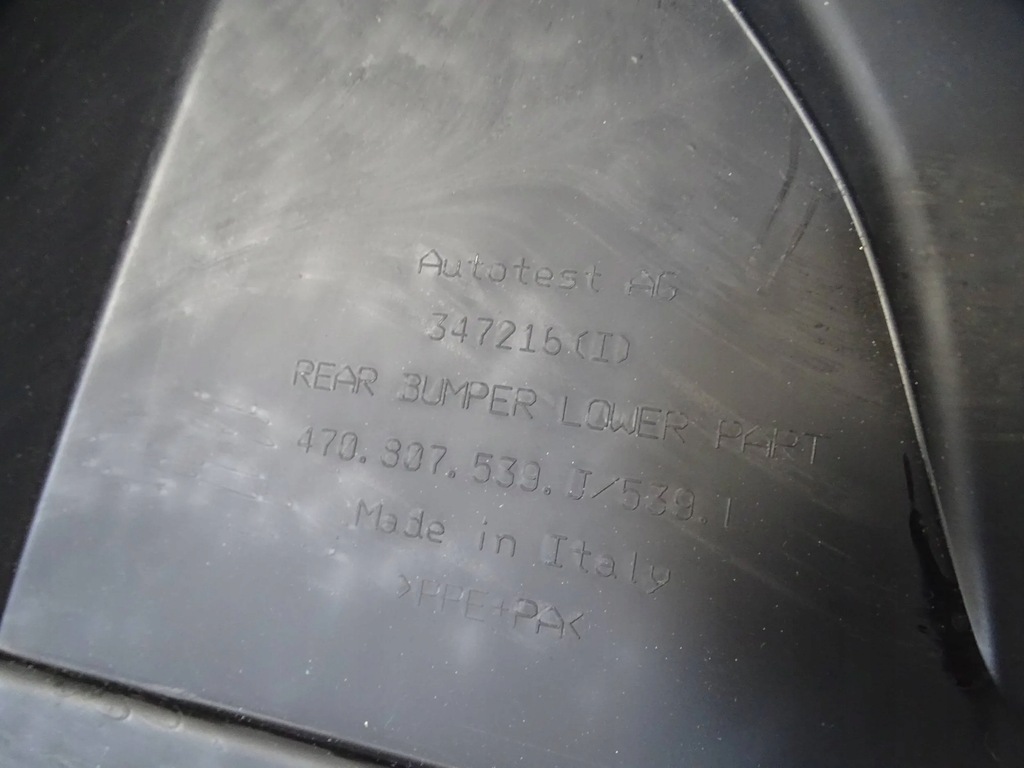 Autotest AG
347216(I)
REAR BUMPER LOWER PART
470.807.539.J/539.1
Made in Italy
>PPE+PA<